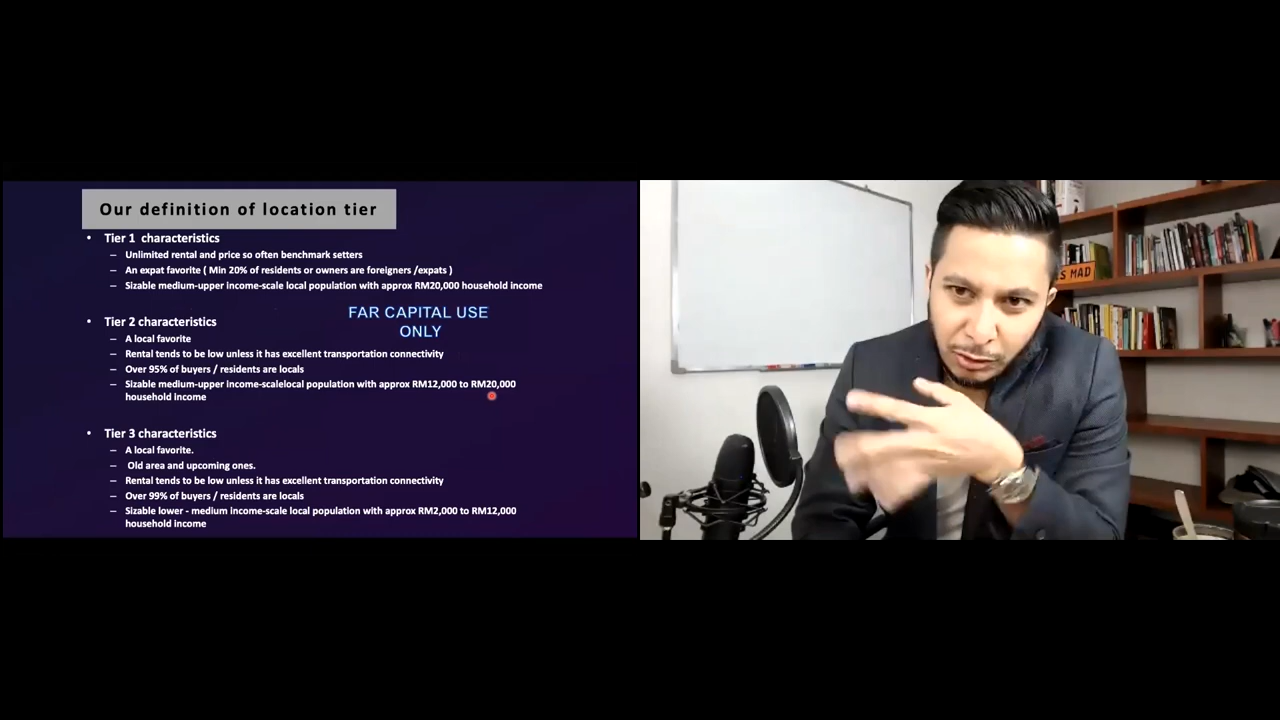 Our definition of location tier
• Tier 1 characteristics
– Unlimited rental and price so often benchmark setters
– An expat favorite ( Min 20% of residents or owners are foreigners /expats )
– Sizable medium-upper income-scale local population with approx RM20,000 household income
FAR CAPITAL USE
ONLY
• Tier 2 characteristics
– A local favorite
– Rental tends to be low unless it has excellent transportation connectivity
– Over 95% of buyers / residents are locals
– Sizable medium-upper income-scalelocal population with approx RM12,000 to RM20,000
household income
• Tier 3 characteristics
– A local favorite.
– Old area and upcoming ones.
– Rental tends to be low unless it has excellent transportation connectivity
– Over 99% of buyers / residents are locals
– Sizable lower - medium income-scale local population with approx RM2,000 to RM12,000
household income
MAD